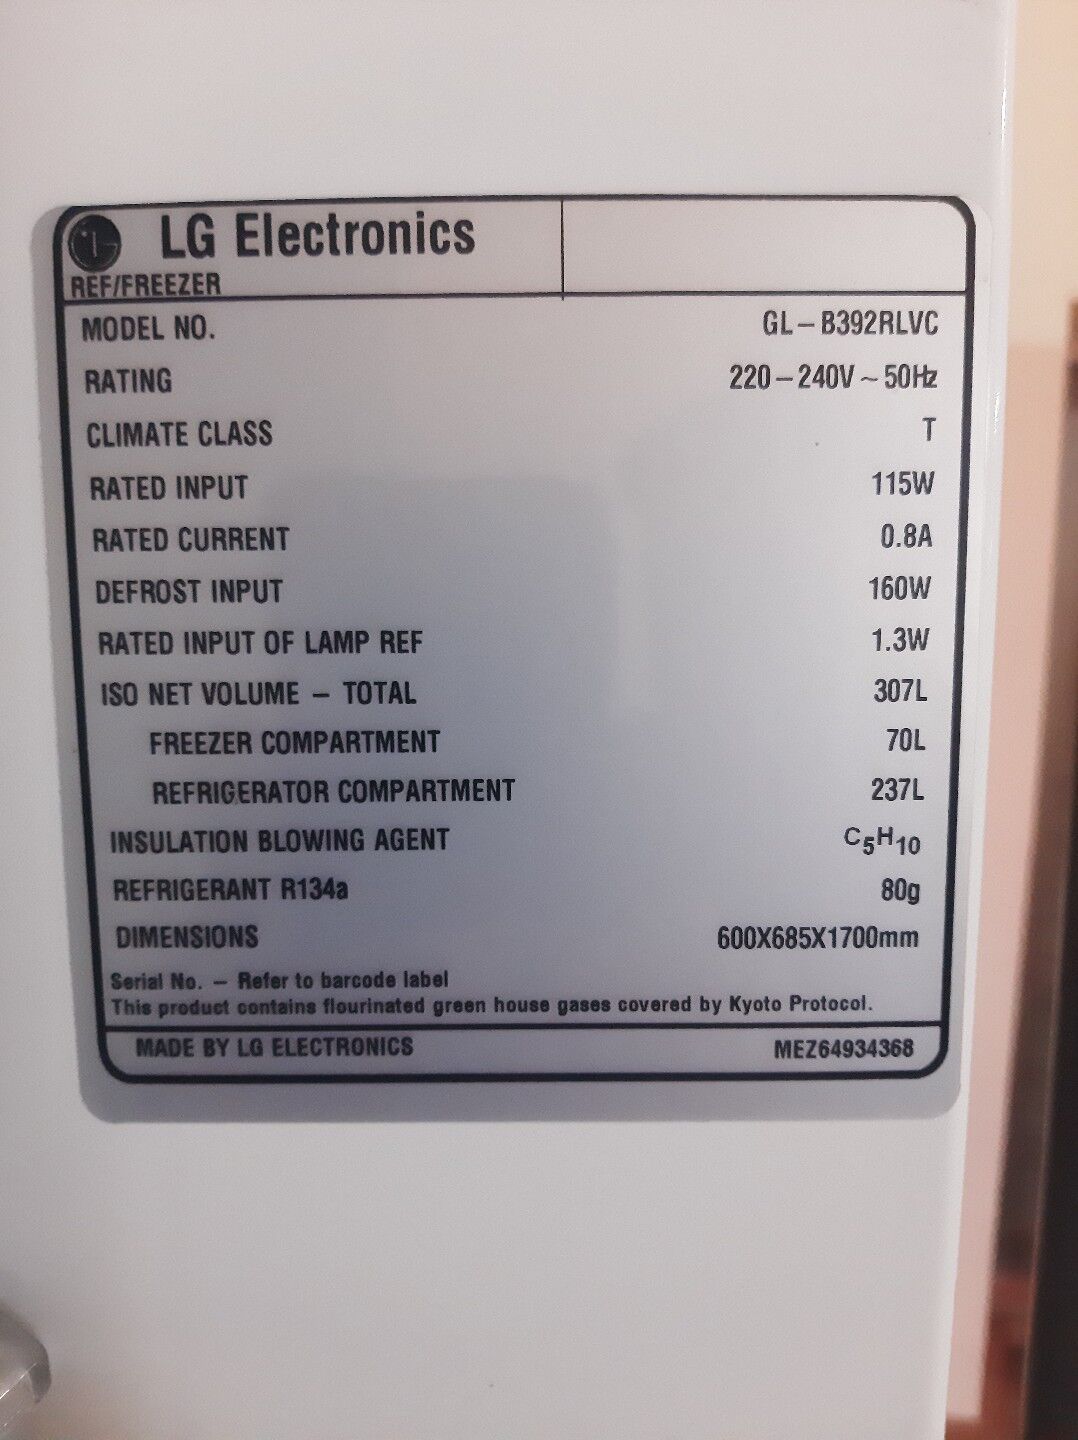 LG Electronics
REF/FREEZER
MODEL NO. GL-B392RLVC
RATING 220-240V ~ 50Hz
CLIMATE CLASS T
RATED INPUT 115W
RATED CURRENT 0.8A
DEFROST INPUT 160W
RATED INPUT OF LAMP REF 1.3W
ISO NET VOLUME - TOTAL 307L
FREEZER COMPARTMENT 70L
REFRIGERATOR COMPARTMENT 237L
INSULATION BLOWING AGENT C5H10
REFRIGERANT R134a 80g
DIMENSIONS 600X685X1700mm
Serial No. - Refer to barcode label
This product contains flourinated green house gases covered by Kyoto Protocol.
MADE BY LG ELECTRONICS MEZ64934368